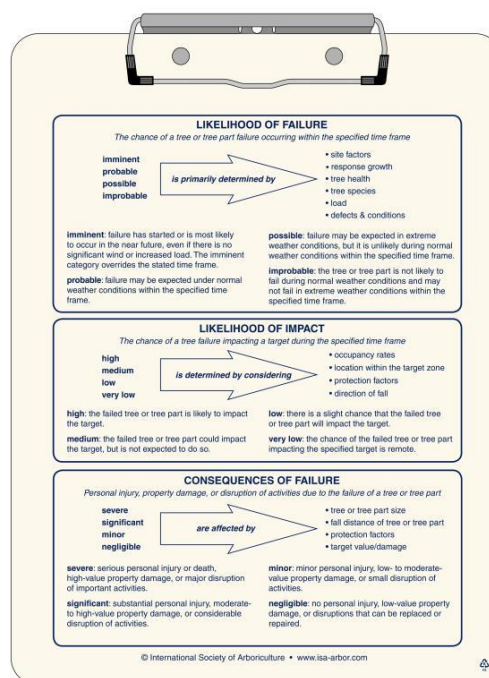 LIKELIHOOD OF FAILURE
The chance of a tree or tree part failure occurring within the specified time frame
imminent
probable
possible
improbable
is primarily determined by
• site factors
• response growth
• tree health
• tree species
• load
• defects & conditions
imminent: failure has started or is most likely
to occur in the near future, even if there is no
significant wind or increased load. The imminent
category overrides the stated time frame.
probable: failure may be expected under normal
weather conditions within the specified time
frame.
possible: failure may be expected in extreme
weather conditions, but it is unlikely during normal
weather conditions within the specified time frame.
improbable: the tree or tree part is not likely to
fail during normal weather conditions and may
not fail in extreme weather conditions within the
specified time frame.
LIKELIHOOD OF IMPACT
The chance of a tree failure impacting a target during the specified time frame
high
medium
low
very low
is determined by considering
• occupancy rates
• location within the target zone
• protection factors
• direction of fall
high: the failed tree or tree part is likely to impact
the target.
medium: the failed tree or tree part could impact
the target, but is not expected to do so.
low: there is a slight chance that the failed tree
or tree part will impact the target.
very low: the chance of the failed tree or tree part
impacting the specified target is remote.
CONSEQUENCES OF FAILURE
Personal injury, property damage, or disruption of activities due to the failure of a tree or tree part
severe
significant
minor
negligible
are affected by
• tree or tree part size
• fall distance of tree or tree part
• protection factors
• target value/damage
severe: serious personal injury or death,
high-value property damage, or major disruption
of important activities.
significant: substantial personal injury, moderate-
to high-value property damage, or considerable
disruption of activities.
minor: minor personal injury, low- to moderate-
value property damage, or small disruption of
activities.
negligible: no personal injury, low-value property
damage, or disruptions that can be replaced or
repaired.
© International Society of Arboriculture • www.isa-arbor.com